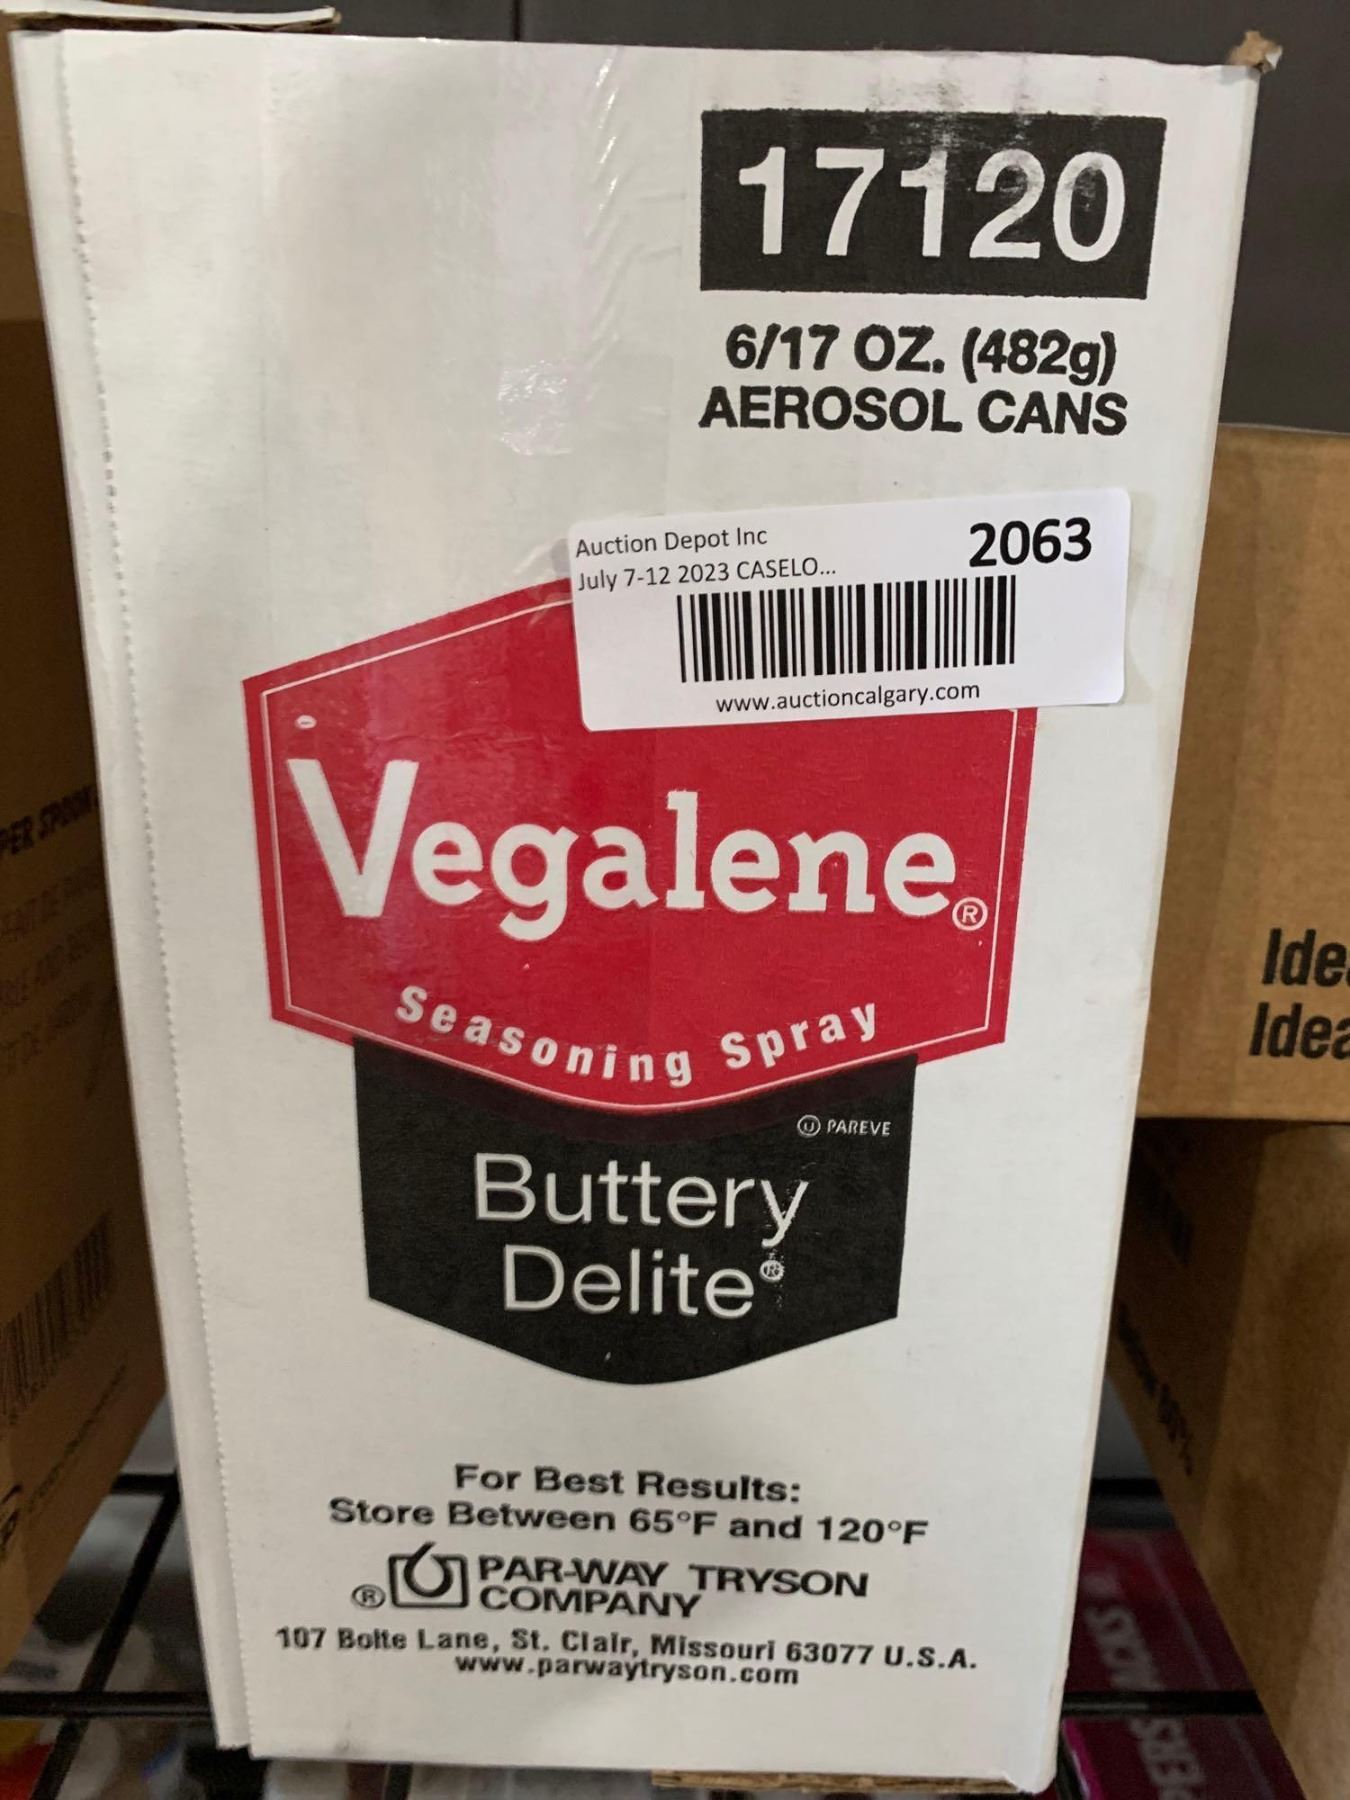 17120
6/17 OZ. (482g)
AEROSOL CANS
Auction Depot Inc
2063
July 7-12 2023 CASELO...
www.auctioncalgary.com
Vegalene®
Seasoning Spray
Ⓤ PAREVE
Buttery
Delite®
For Best Results:
Store Between 65°F and 120°F
® PAR-WAY TRYSON
COMPANY
107 Bolte Lane, St. Clair, Missouri 63077 U.S.A.
www.parwaytryson.com